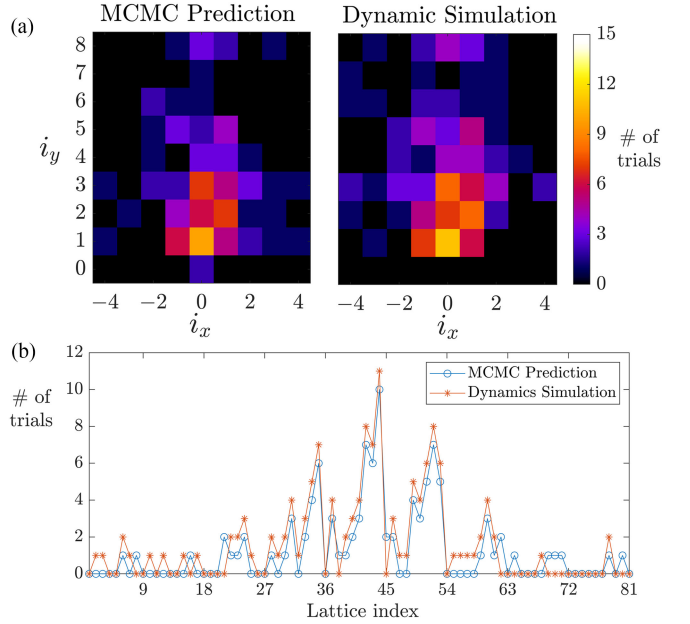 (a)
MCMC Prediction
Dynamic Simulation
i_y
8
7
6
5
4
3
2
1
0
−4 −2 0 2 4
i_x
−4 −2 0 2 4
i_x
15
12
9
6
3
0
# of
trials
(b)
# of
trials
12
10
8
6
4
2
0
MCMC Prediction
Dynamics Simulation
9 18 27 36 45 54 63 72 81
Lattice index